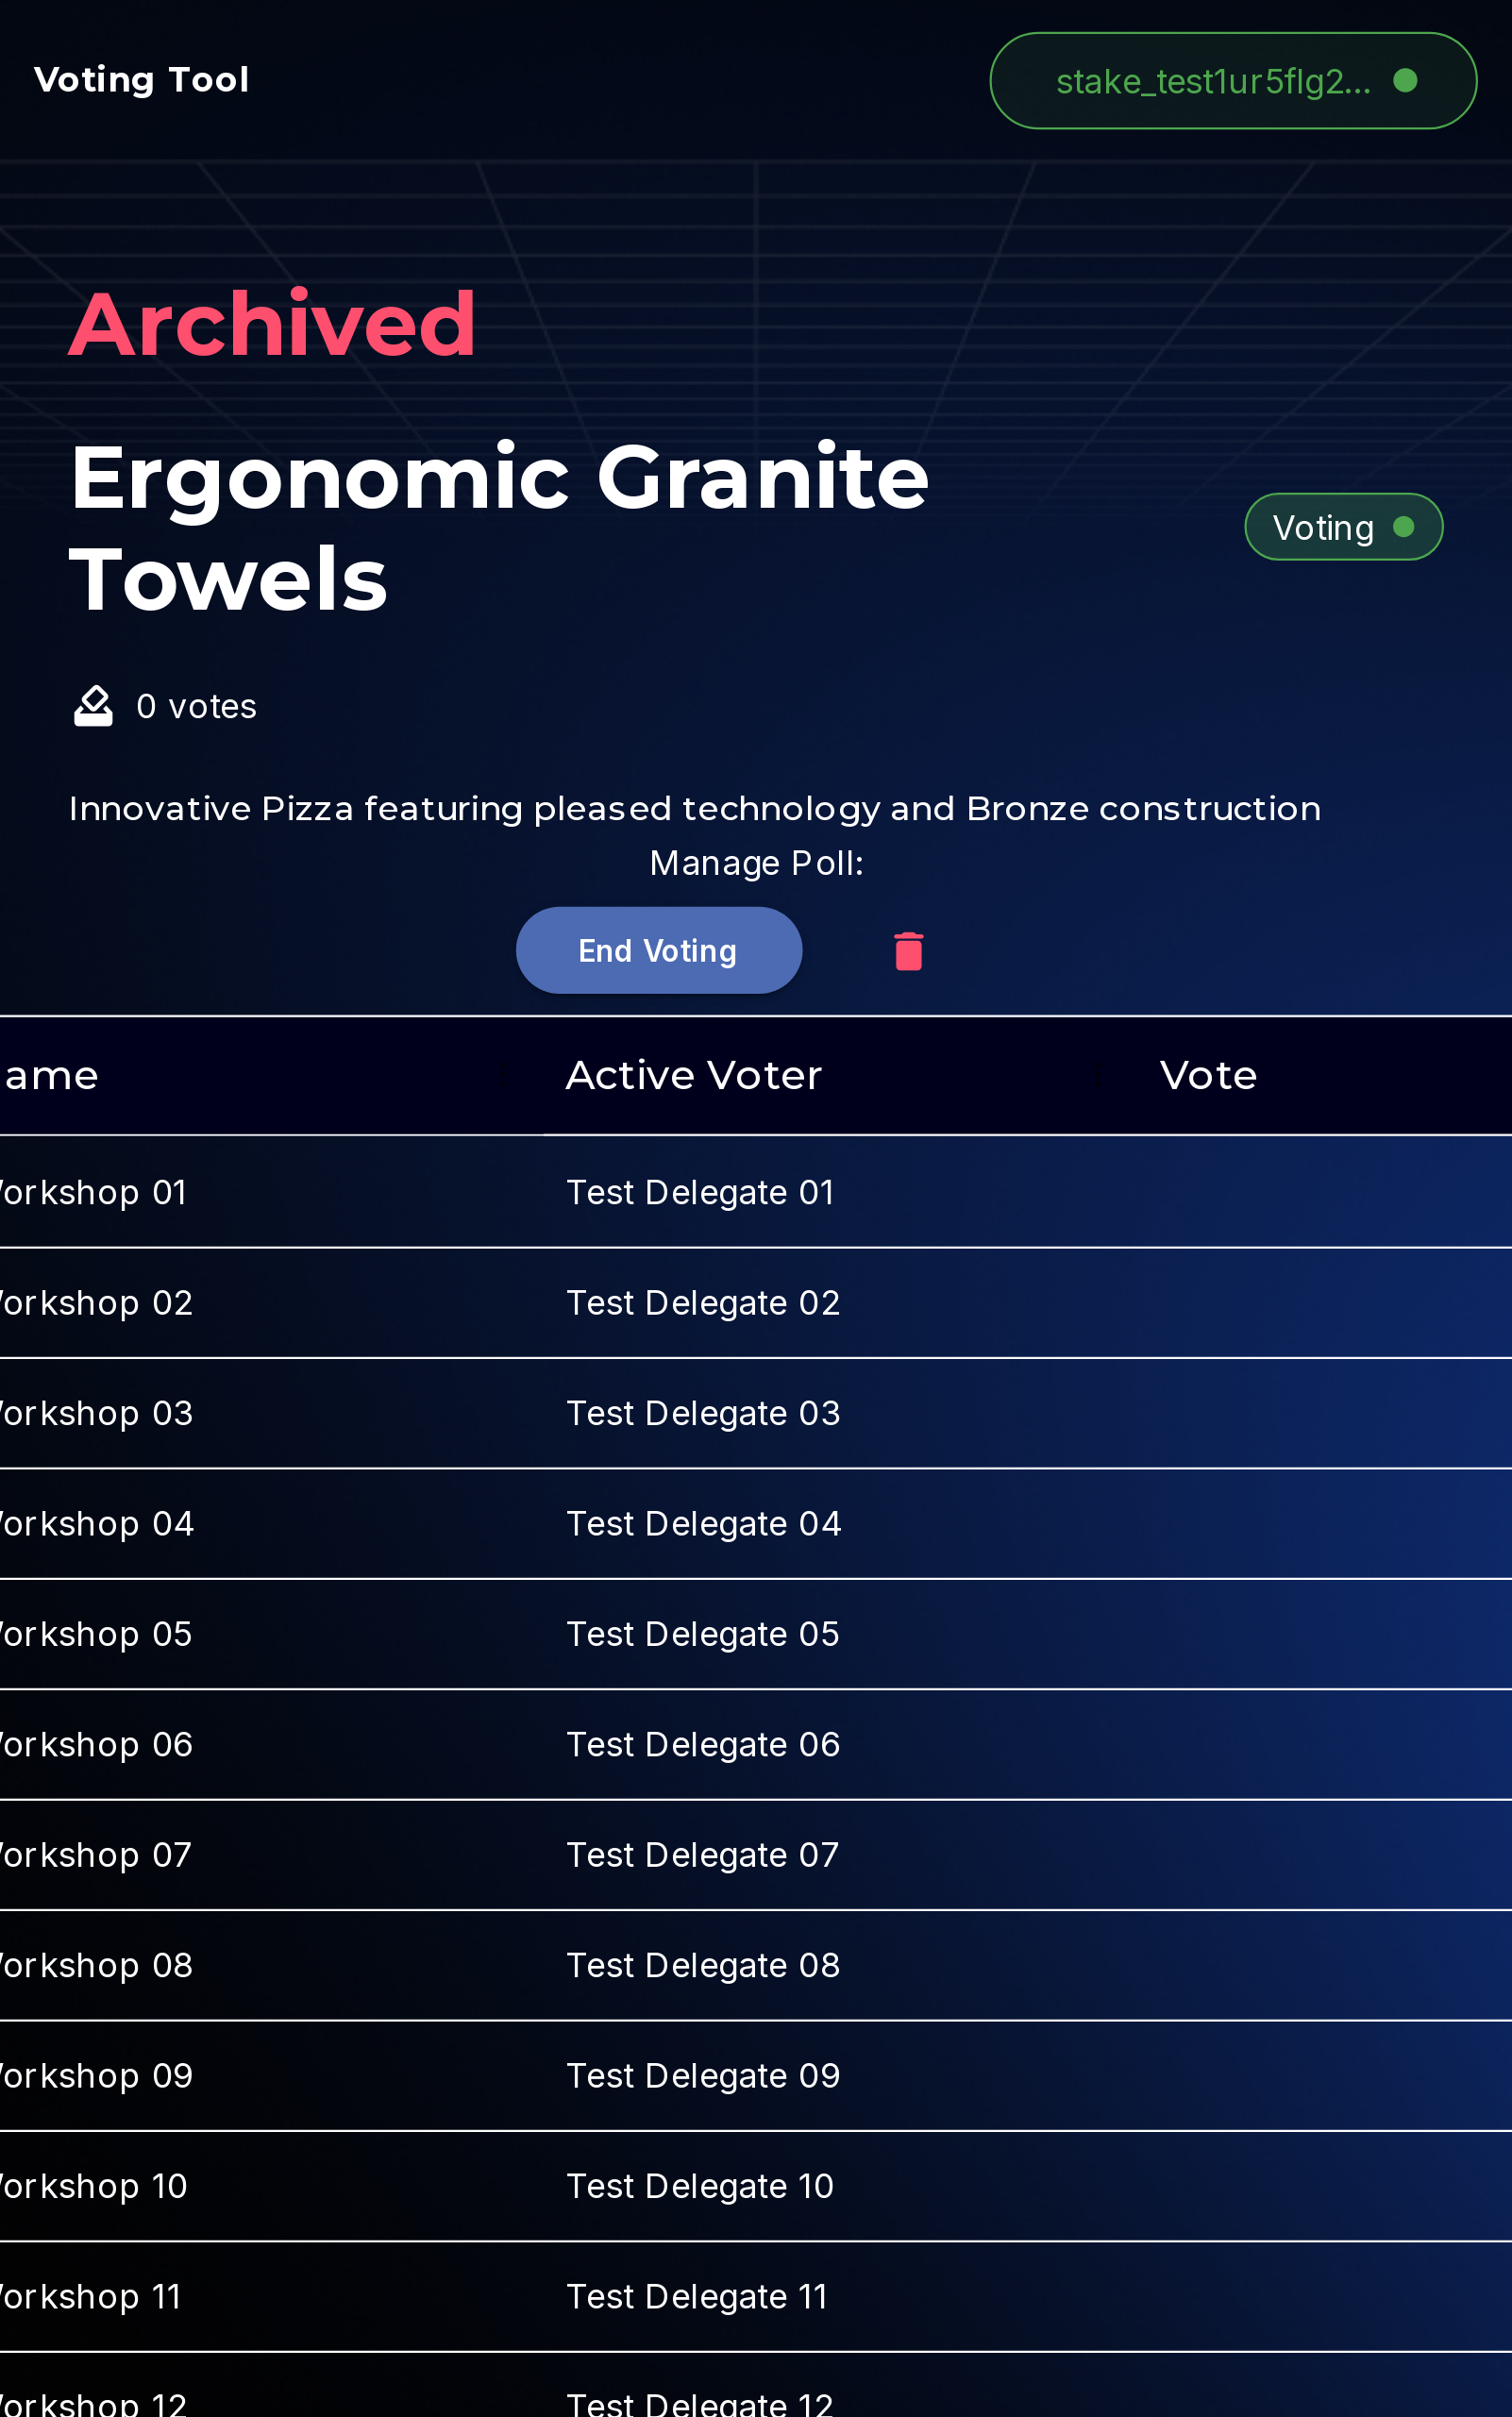 Voting Tool
stake_test1ur5flg2...
Archived
Ergonomic Granite
Towels
Voting
0 votes
Innovative Pizza featuring pleased technology and Bronze construction
Manage Poll:
End Voting
ame Active Voter Vote
orkshop 01 Test Delegate 01
orkshop 02 Test Delegate 02
orkshop 03 Test Delegate 03
orkshop 04 Test Delegate 04
orkshop 05 Test Delegate 05
orkshop 06 Test Delegate 06
orkshop 07 Test Delegate 07
orkshop 08 Test Delegate 08
orkshop 09 Test Delegate 09
orkshop 10 Test Delegate 10
orkshop 11 Test Delegate 11
orkshop 12 Test Delegate 12